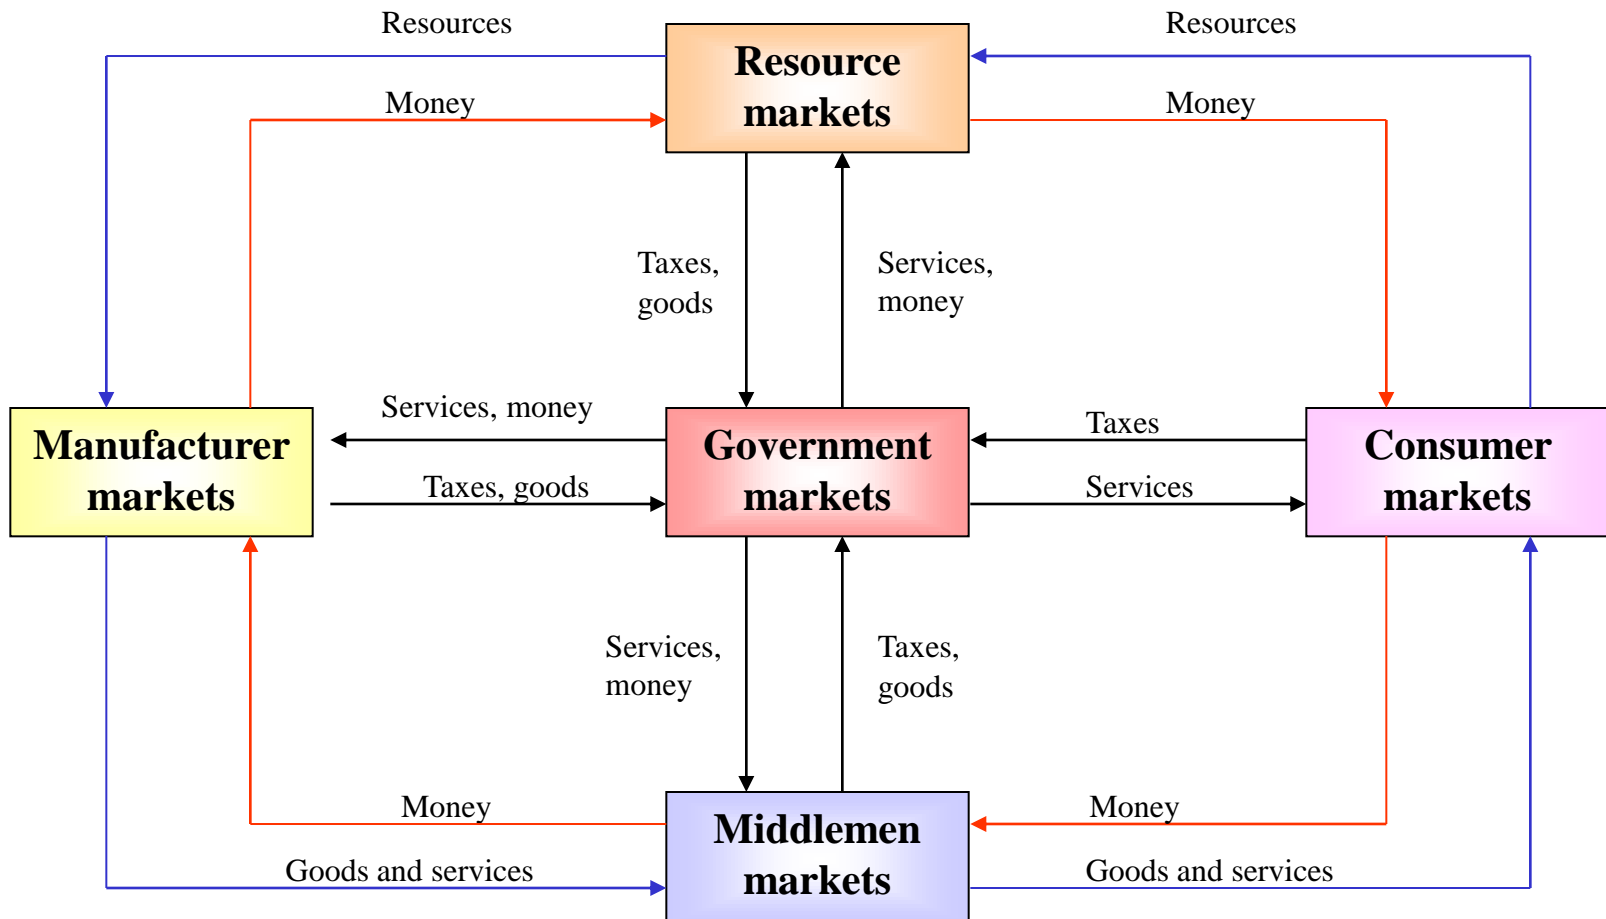 Resources
Resources
Resource
markets
Money
Money
Taxes,
goods
Services,
money
Services, money
Taxes
Manufacturer
markets
Government
markets
Consumer
markets
Taxes, goods
Services
Services,
money
Taxes,
goods
Money
Money
Middlemen
markets
Goods and services
Goods and services